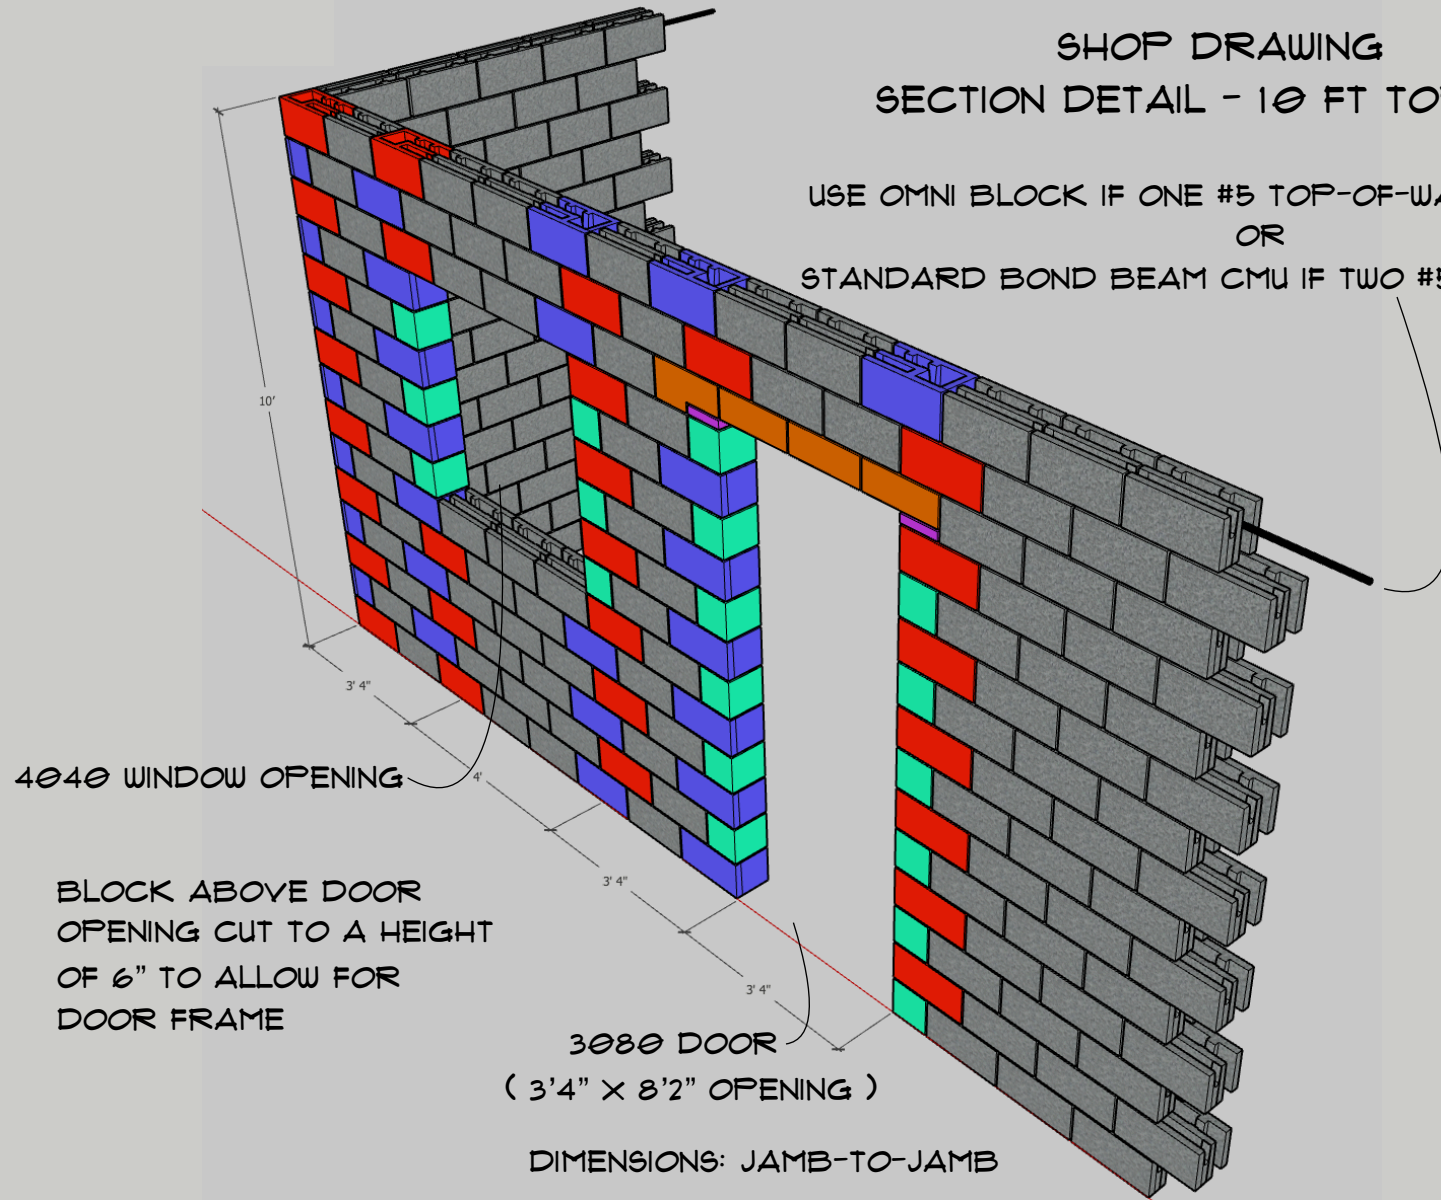 SHOP DRAWING
SECTION DETAIL - 10 FT
USE OMNI BLOCK IF ONE #5 TOP-OF-
OR
STANDARD BOND BEAM CMU IF TWO #5
10'
3' 4"
4'
3' 4"
3' 4"
4040 WINDOW OPENING
BLOCK ABOVE DOOR
OPENING CUT TO A HEIGHT
OF 6" TO ALLOW FOR
DOOR FRAME
3080 DOOR
( 3'4" X 8'2" OPENING )
DIMENSIONS: JAMB-TO-JAMB